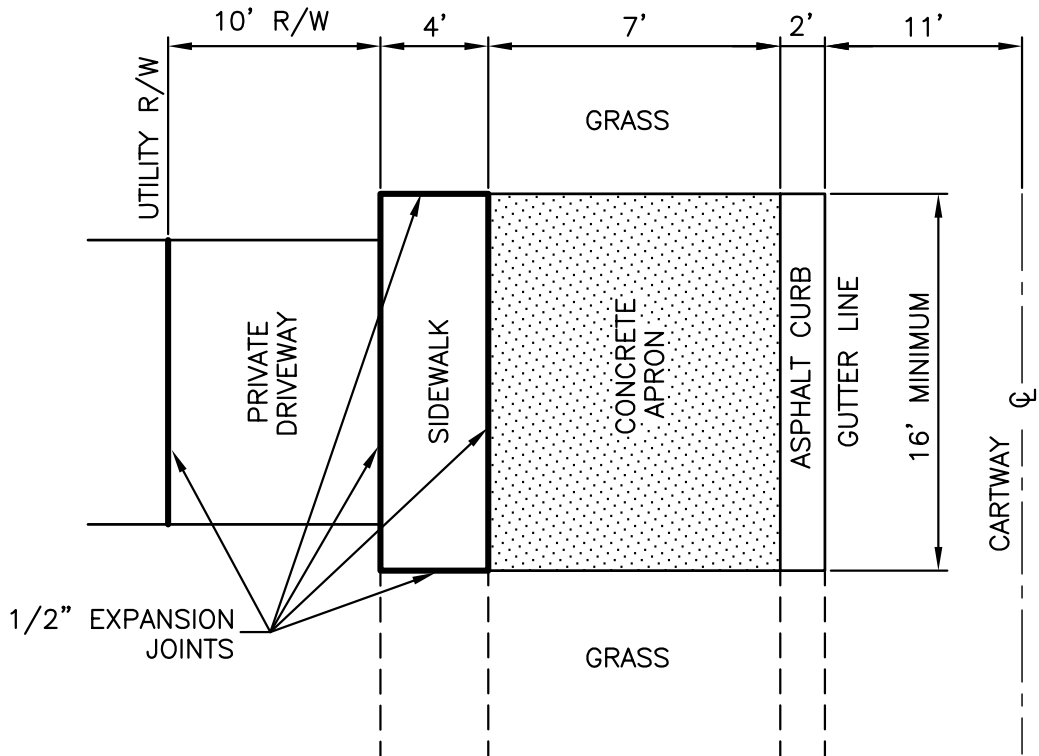 10' R/W
4'
7'
2'
11'
UTILITY R/W
GRASS
PRIVATE
DRIVEWAY
SIDEWALK
CONCRETE
APRON
ASPHALT CURB
GUTTER LINE
16' MINIMUM
CARTWAY
℄
1/2" EXPANSION
JOINTS
GRASS